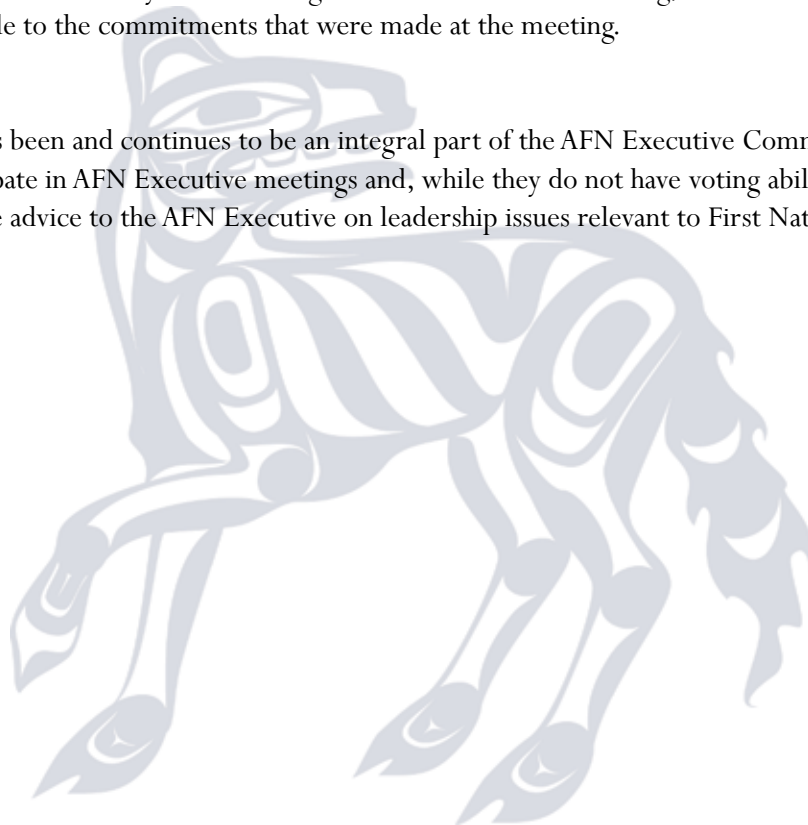 le to the commitments that were made at the meeting.
s been and continues to be an integral part of the AFN Executive Comm
pate in AFN Executive meetings and, while they do not have voting abil
e advice to the AFN Executive on leadership issues relevant to First Nat